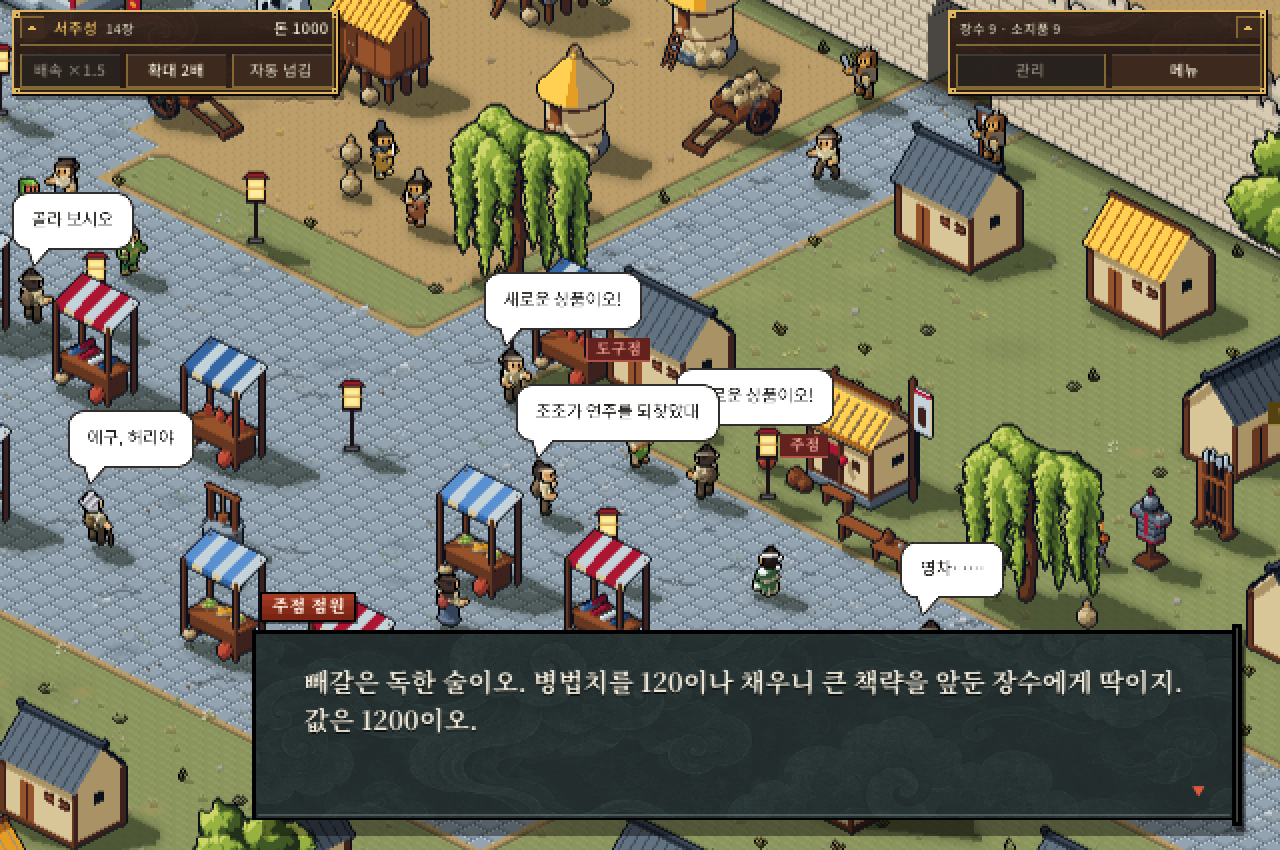 서주성 14장
돈 1000
배속 ×1.5
확대 2배
자동 넘김
장수 9 · 소지품 9
관리
메뉴
골라 보시오
새로운 상품이오!
도구점
로운 상품이오!
조조가 연주를 되찾았대
주점
에구, 허리야
명차……
주점 점원
빼갈은 독한 술이오. 병법치를 120이나 채우니 큰 책략을 앞둔 장수에게 딱이지.
값은 1200이오.